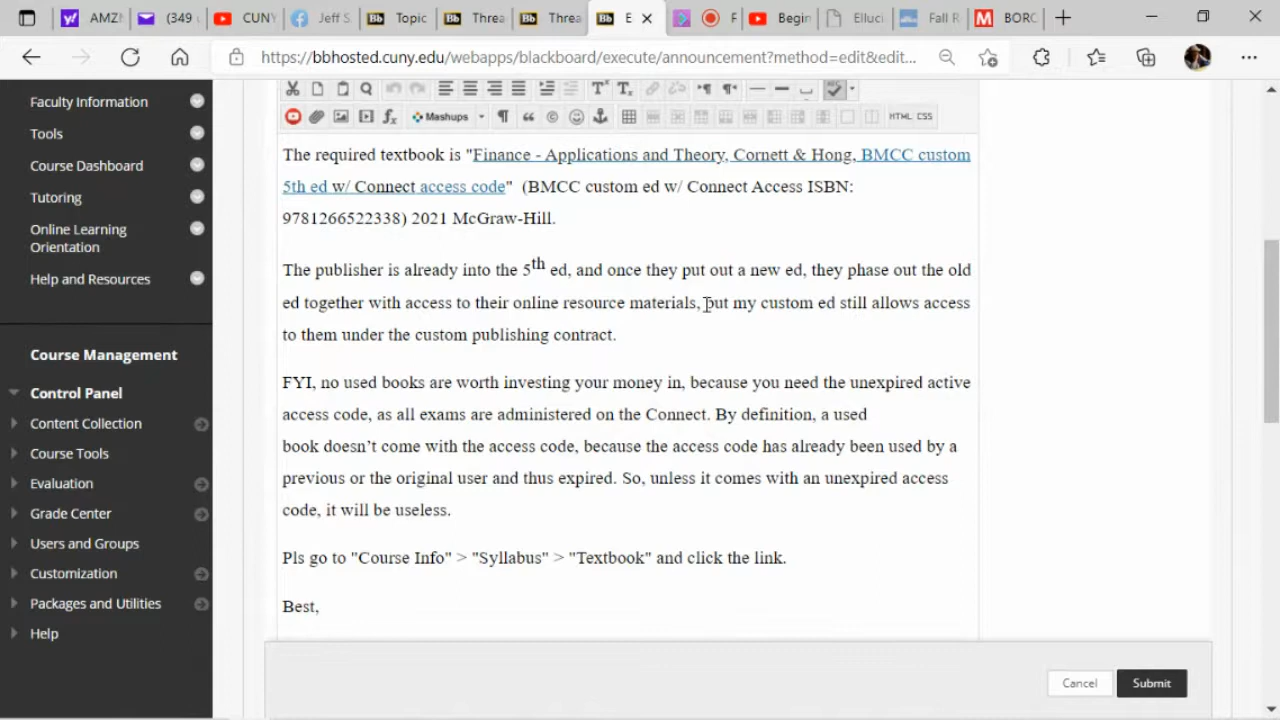 AMZ!
(349
CUNY
Jeff S
Topic
Threa
Threa
E
F
Begin
Elluci
Fall R
BORC
https://bbhosted.cuny.edu/webapps/blackboard/execute/announcement?method=edit&edit...
Faculty Information
Tools
Course Dashboard
Tutoring
Online Learning
Orientation
Help and Resources
Course Management
Control Panel
Content Collection
Course Tools
Evaluation
Grade Center
Users and Groups
Customization
Packages and Utilities
Help
Mashups
HTML CSS
The required textbook is "Finance - Applications and Theory, Cornett & Hong, BMCC custom
5th ed w/ Connect access code" (BMCC custom ed w/ Connect Access ISBN:
9781266522338) 2021 McGraw-Hill.
The publisher is already into the 5th ed, and once they put out a new ed, they phase out the old
ed together with access to their online resource materials, but my custom ed still allows access
to them under the custom publishing contract.
FYI, no used books are worth investing your money in, because you need the unexpired active
access code, as all exams are administered on the Connect. By definition, a used
book doesn't come with the access code, because the access code has already been used by a
previous or the original user and thus expired. So, unless it comes with an unexpired access
code, it will be useless.
Pls go to "Course Info" > "Syllabus" > "Textbook" and click the link.
Best,
Cancel
Submit